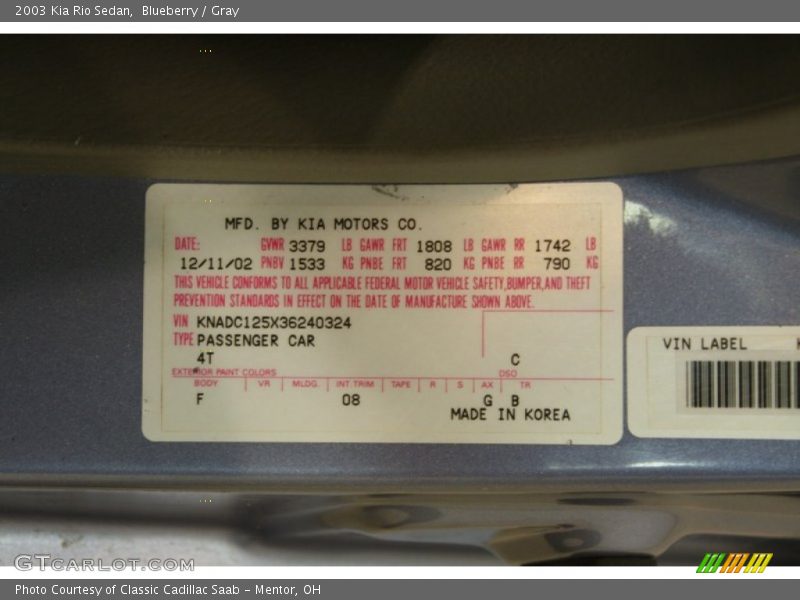 2003 Kia Rio Sedan,  Blueberry / Gray
MFD. BY KIA MOTORS CO.
DATE: GVWR 3379 LB GAWR FRT 1808 LB GAWR RR 1742 LB
12/11/02 PNBV 1533 KG PNBE FRT 820 KG PNBE RR 790 KG
THIS VEHICLE CONFORMS TO ALL APPLICABLE FEDERAL MOTOR VEHICLE SAFETY,BUMPER,AND THEFT
PREVENTION STANDARDS IN EFFECT ON THE DATE OF MANUFACTURE SHOWN ABOVE.
VIN KNADC125X36240324
TYPE PASSENGER CAR
4T C
EXTERIOR PAINT COLORS DSO
BODY VR MLDG. INT.TRIM TAPE R S AX TR
F 08 G B
MADE IN KOREA
VIN LABEL
GTCarLot.com
Photo Courtesy of Classic Cadillac Saab - Mentor, OH